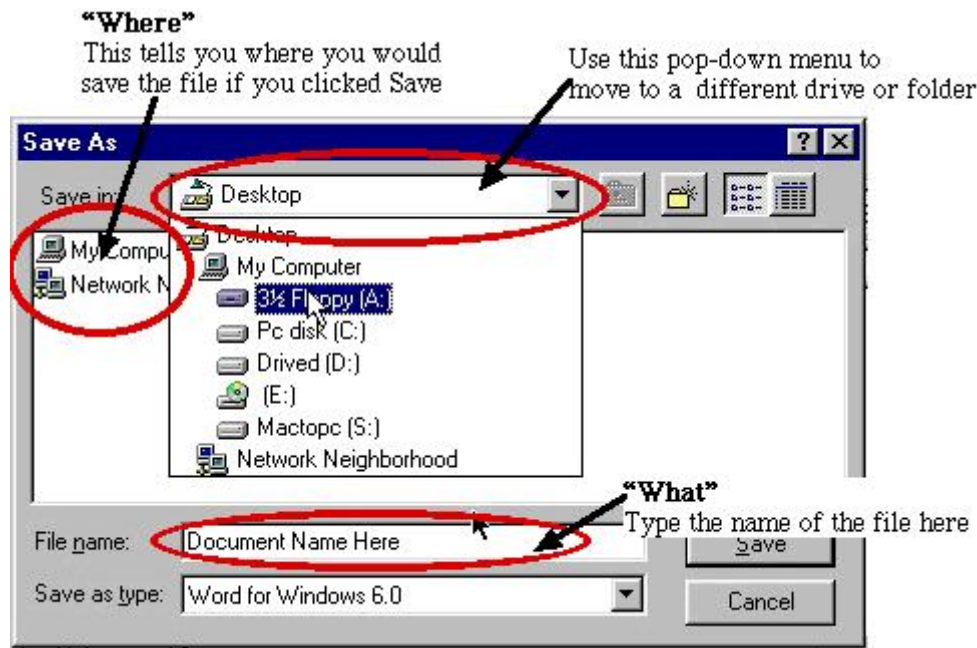 “Where”
This tells you where you would
save the file if you clicked Save
Use this pop-down menu to
move to a different drive or folder
Save As
Save in:
Desktop
Desktop
My Compu
My Computer
Network N
3½ Floppy (A:)
Pc disk (C:)
Drived (D:)
(E:)
Mactopc (S:)
Network Neighborhood
“What”
Type the name of the file here
File name:
Document Name Here
Save
Save as type:
Word for Windows 6.0
Cancel